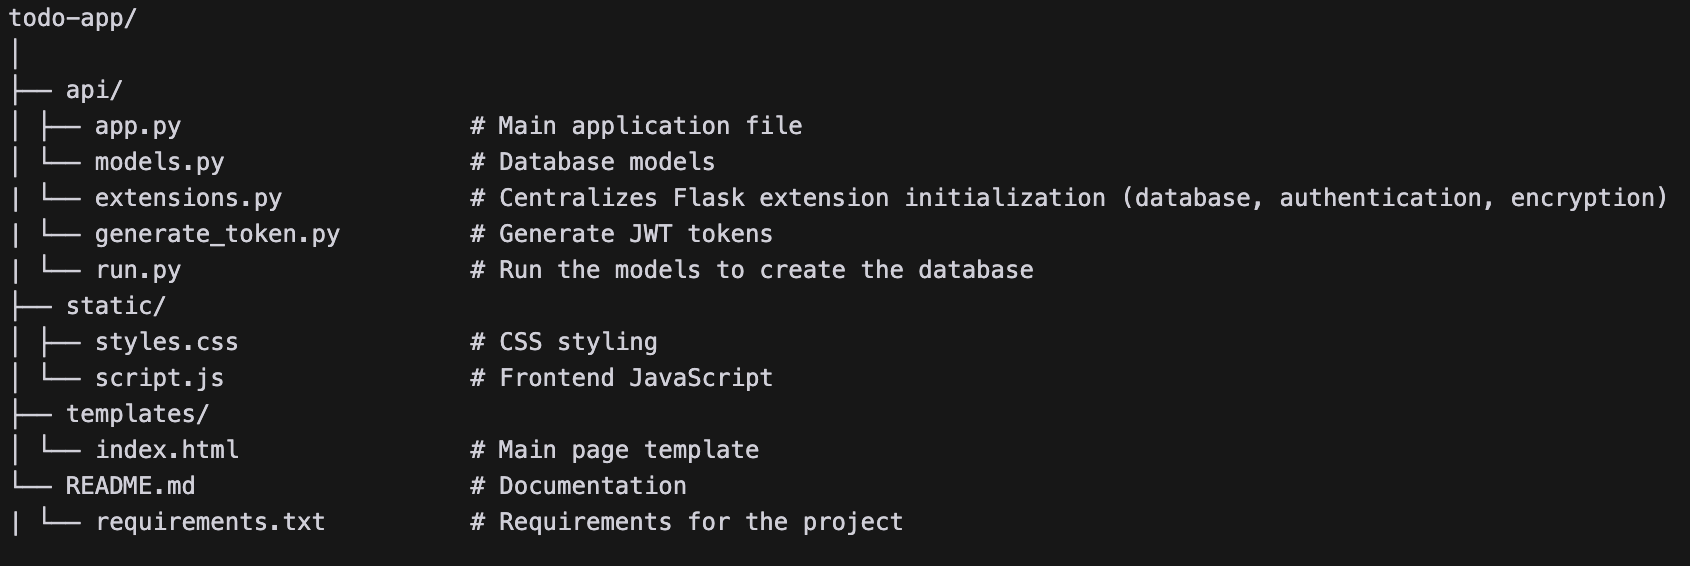 todo-app/
│
├── api/
│ ├── app.py                    # Main application file
│ └── models.py                 # Database models
| └── extensions.py             # Centralizes Flask extension initialization (database, authentication, encryption)
| └── generate_token.py         # Generate JWT tokens
| └── run.py                    # Run the models to create the database
├── static/
│ ├── styles.css                # CSS styling
│ └── script.js                 # Frontend JavaScript
├── templates/
│ └── index.html                # Main page template
└── README.md                   # Documentation
| └── requirements.txt          # Requirements for the project